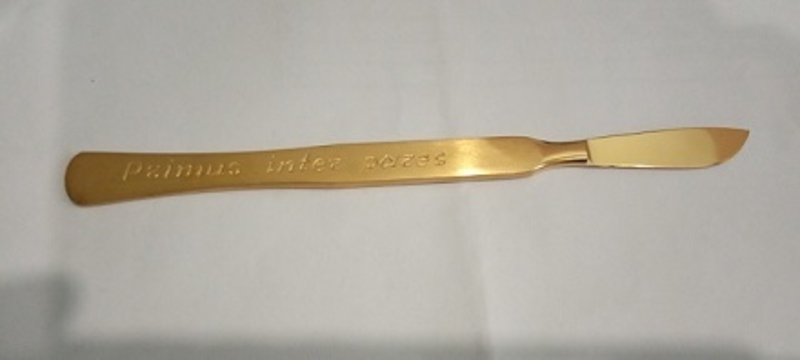 Primus inter pares